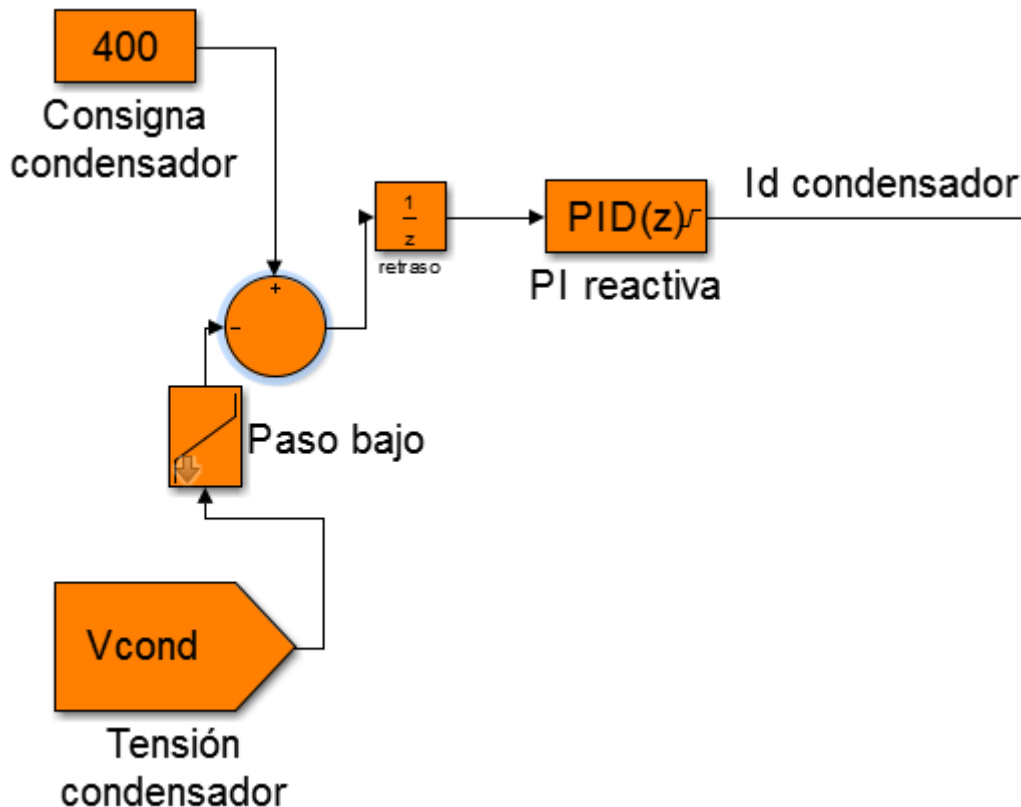 400
Consigna
condensador
+
-
1
z
retraso
PID(z)
PI reactiva
Id condensador
Paso bajo
Vcond
Tensión
condensador